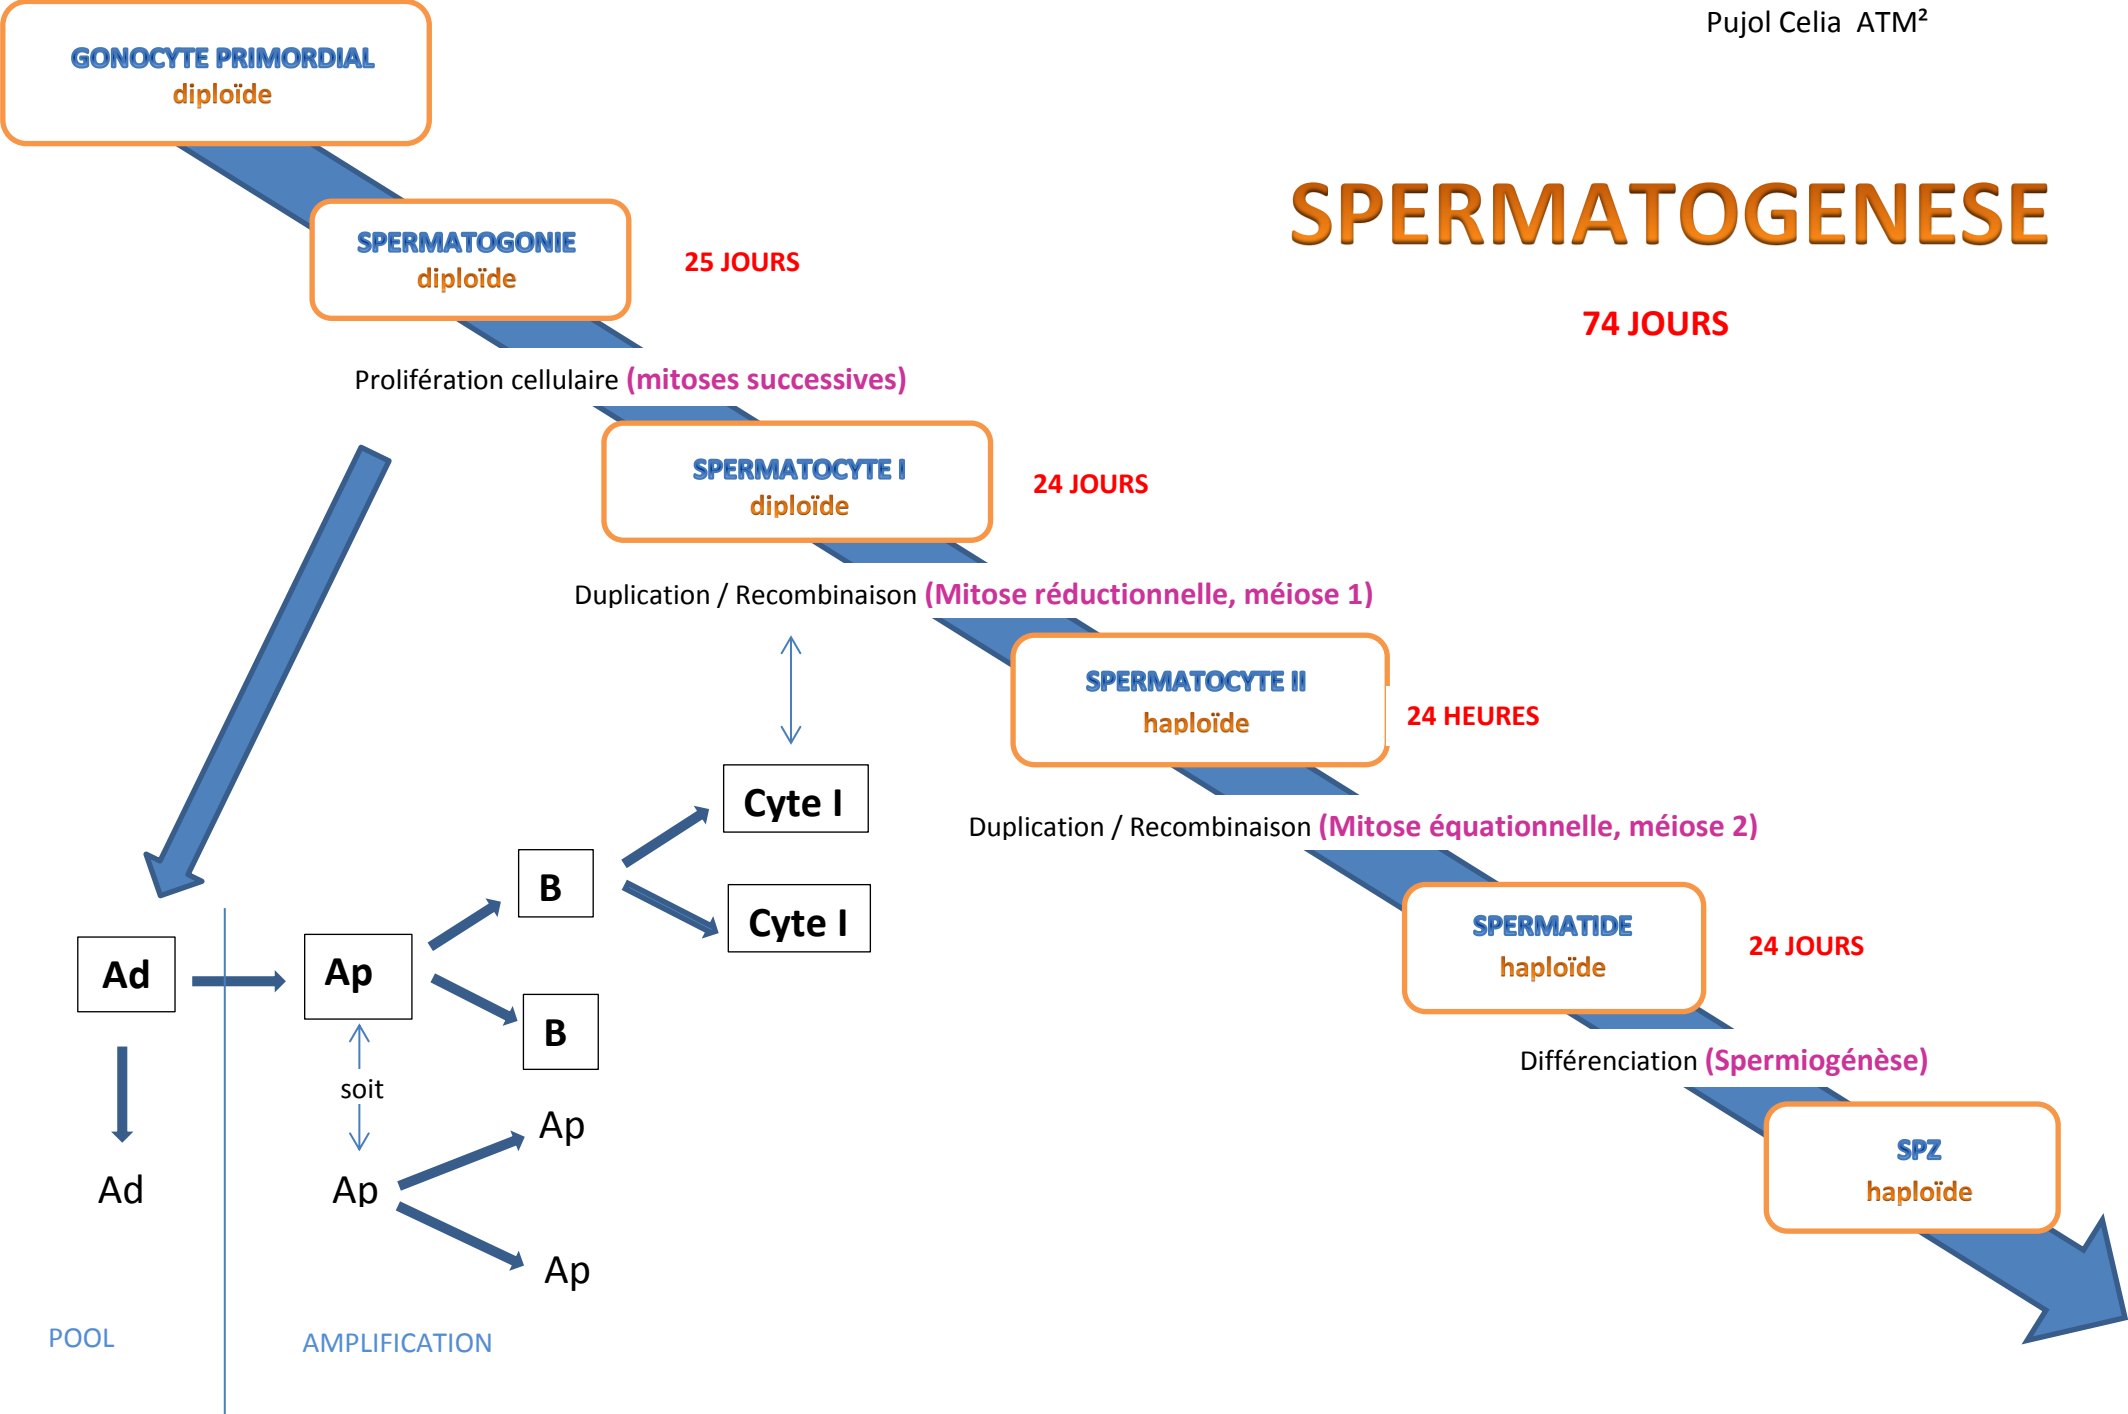 Pujol Celia  ATM²
GONOCYTE PRIMORDIAL
diploïde
SPERMATOGENESE
74 JOURS
SPERMATOGONIE
diploïde
25 JOURS
Prolifération cellulaire (mitoses successives)
SPERMATOCYTE I
diploïde
24 JOURS
Duplication / Recombinaison (Mitose réductionnelle, méiose 1)
SPERMATOCYTE II
haploïde
24 HEURES
Duplication / Recombinaison (Mitose équationnelle, méiose 2)
SPERMATIDE
haploïde
24 JOURS
Différenciation (Spermiogénèse)
SPZ
haploïde
Cyte I
B
Cyte I
Ad
Ap
B
soit
Ap
Ad
Ap
Ap
POOL
AMPLIFICATION